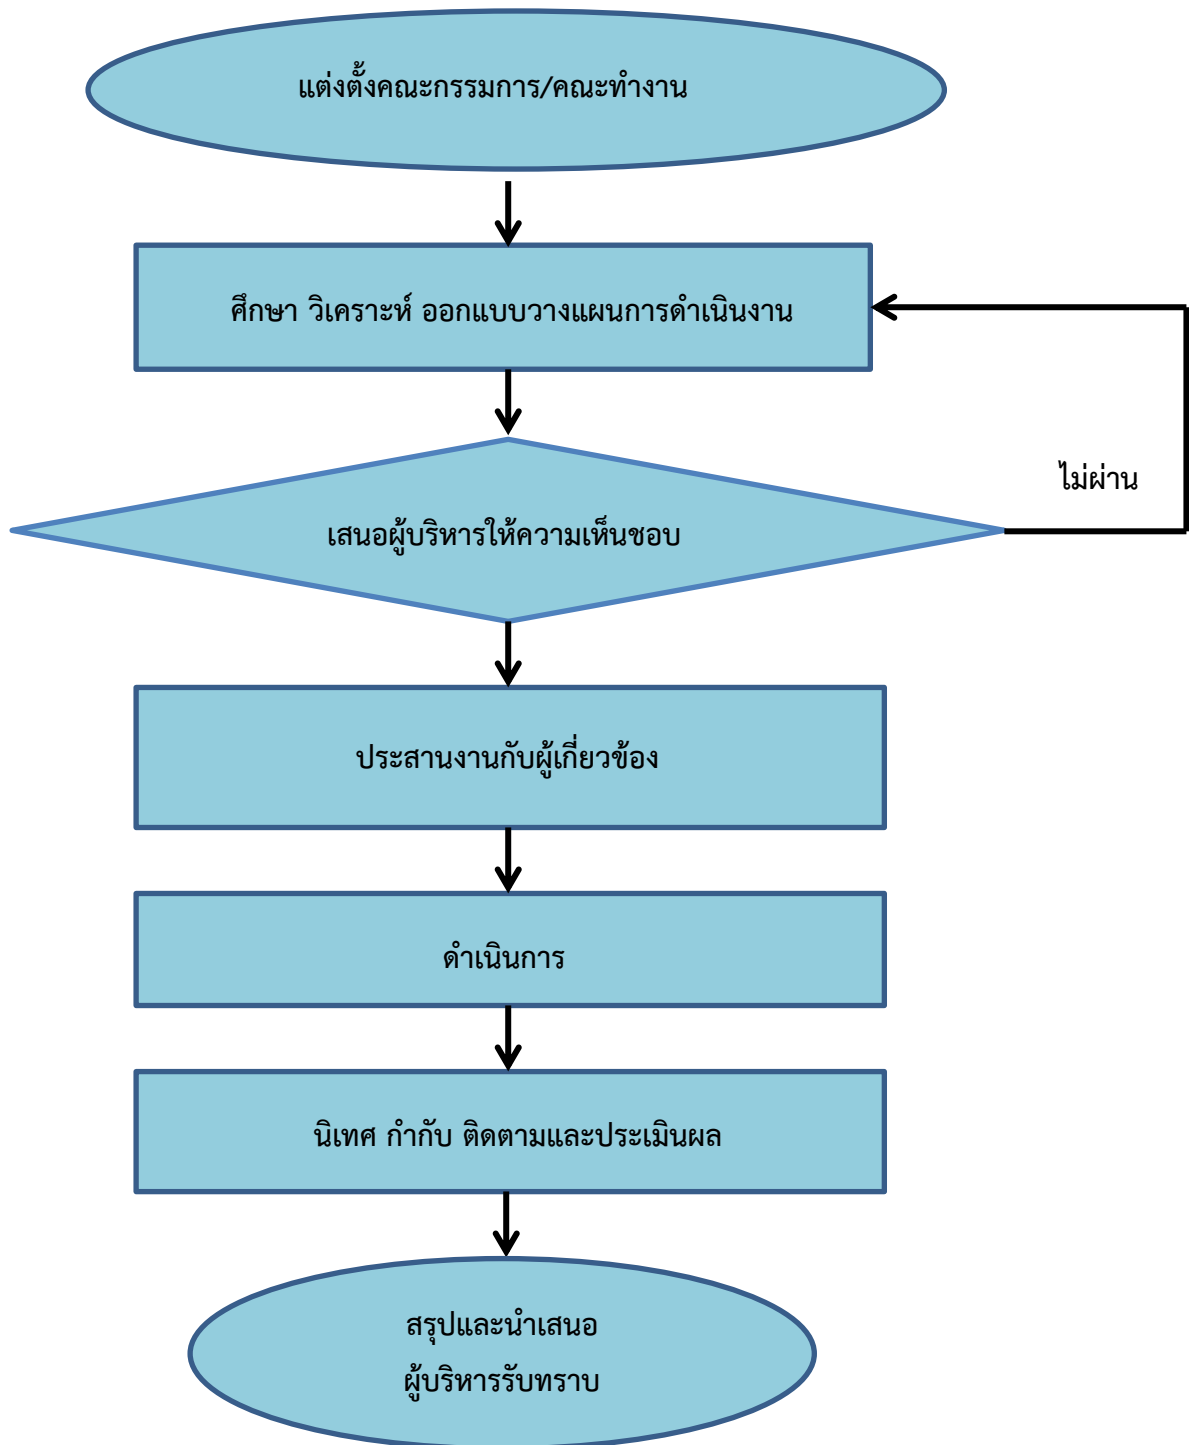 แต่งตั้งคณะกรรมการ/คณะทำงาน
ศึกษา วิเคราะห์ ออกแบบวางแผนการดำเนินงาน
ไม่ผ่าน
เสนอผู้บริหารให้ความเห็นชอบ
ประสานงานกับผู้เกี่ยวข้อง
ดำเนินการ
นิเทศ กำกับ ติดตามและประเมินผล
สรุปและนำเสนอ
ผู้บริหารรับทราบ